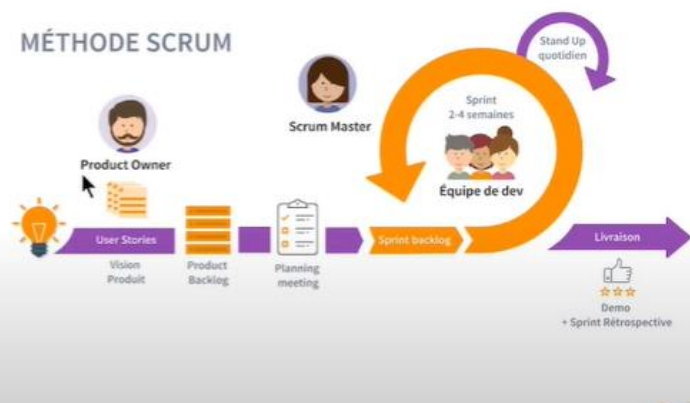 MÉTHODE SCRUM
Stand Up
quotidien
Sprint
2-4 semaines
Scrum Master
Product Owner
Équipe de dev
User Stories
Sprint backlog
Livraison
Vision
Produit
Product
Backlog
Planning
meeting
Demo
+ Sprint Rétrospective